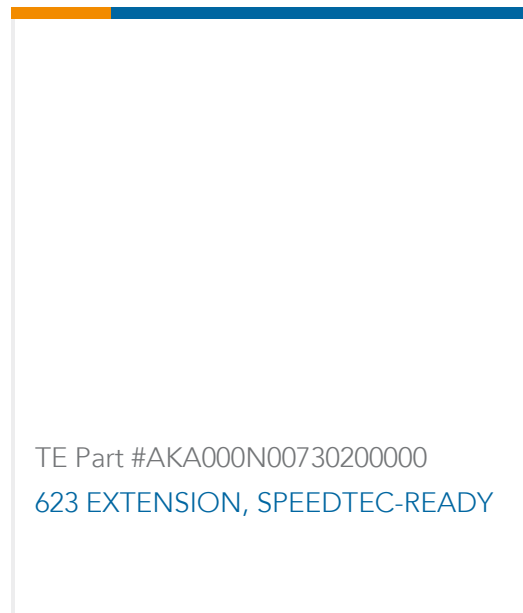 TE Part #AKA000N00730200000
623 EXTENSION, SPEEDTEC-READY